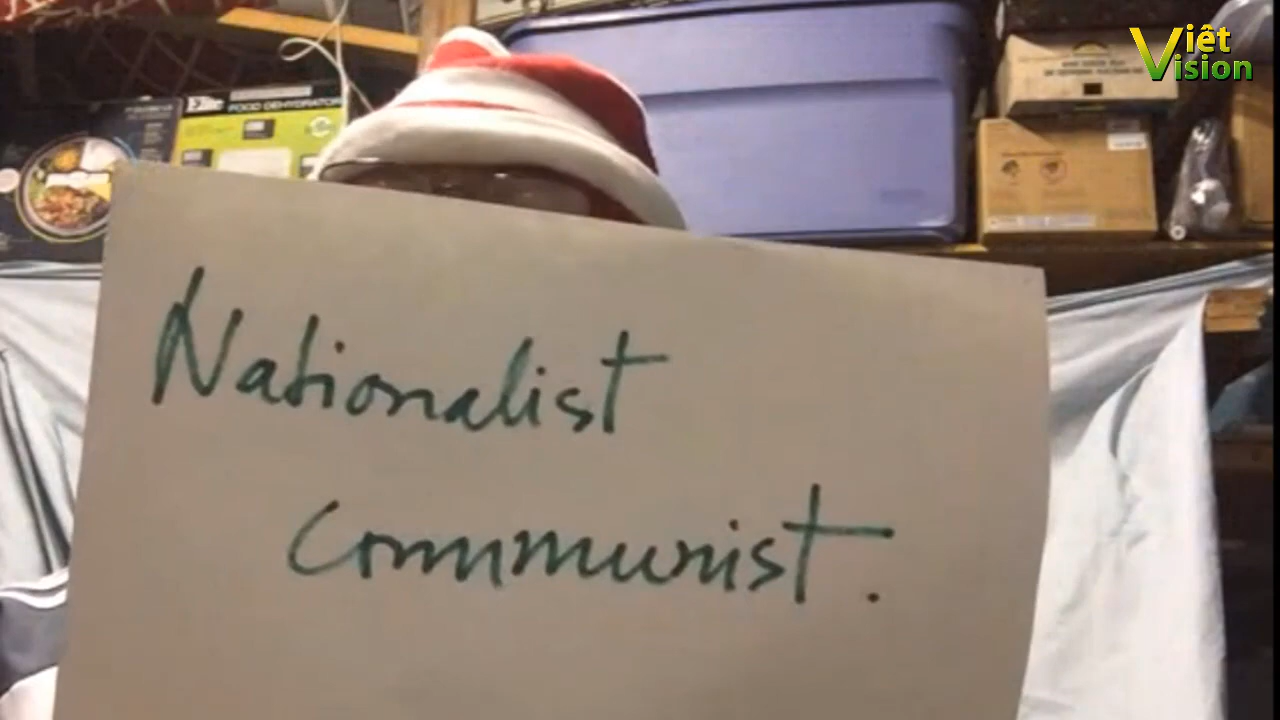 Việt
Vision
Elite
FOOD DEHYDRATOR
Nationalist
Communist.